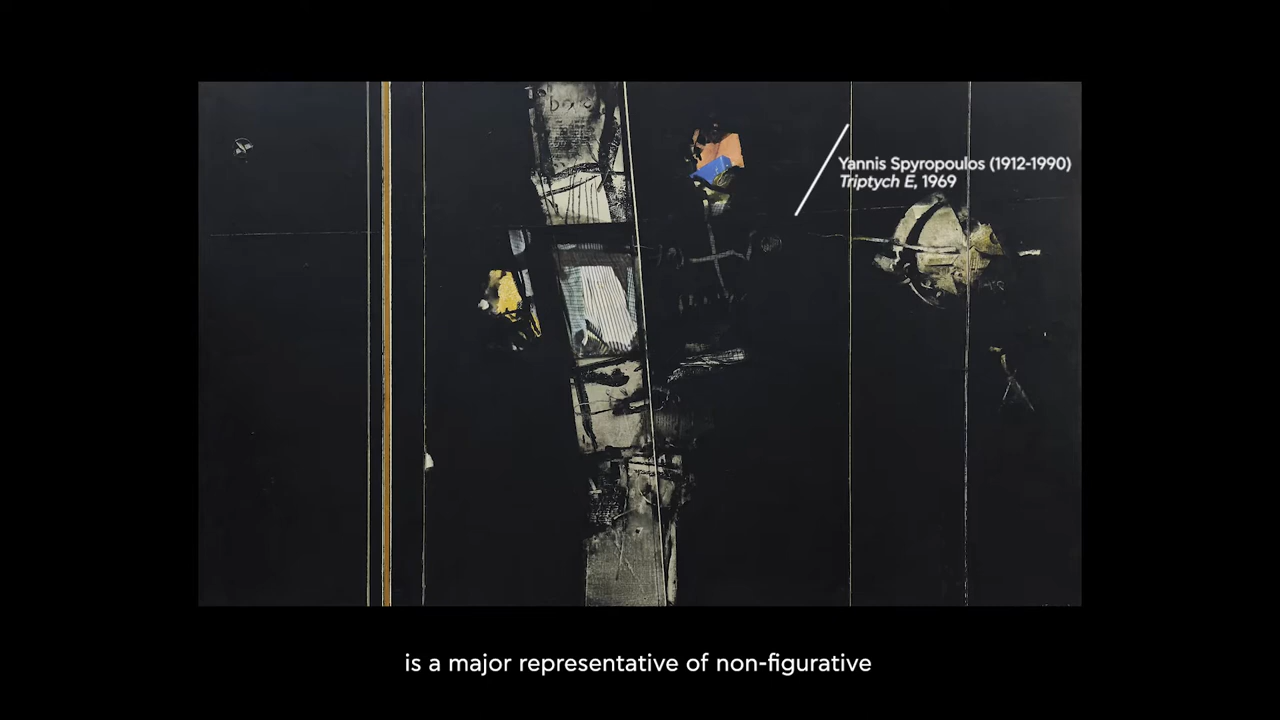 Yannis Spyropoulos (1912-1990)
Triptych E, 1969
is a major representative of non-figurative